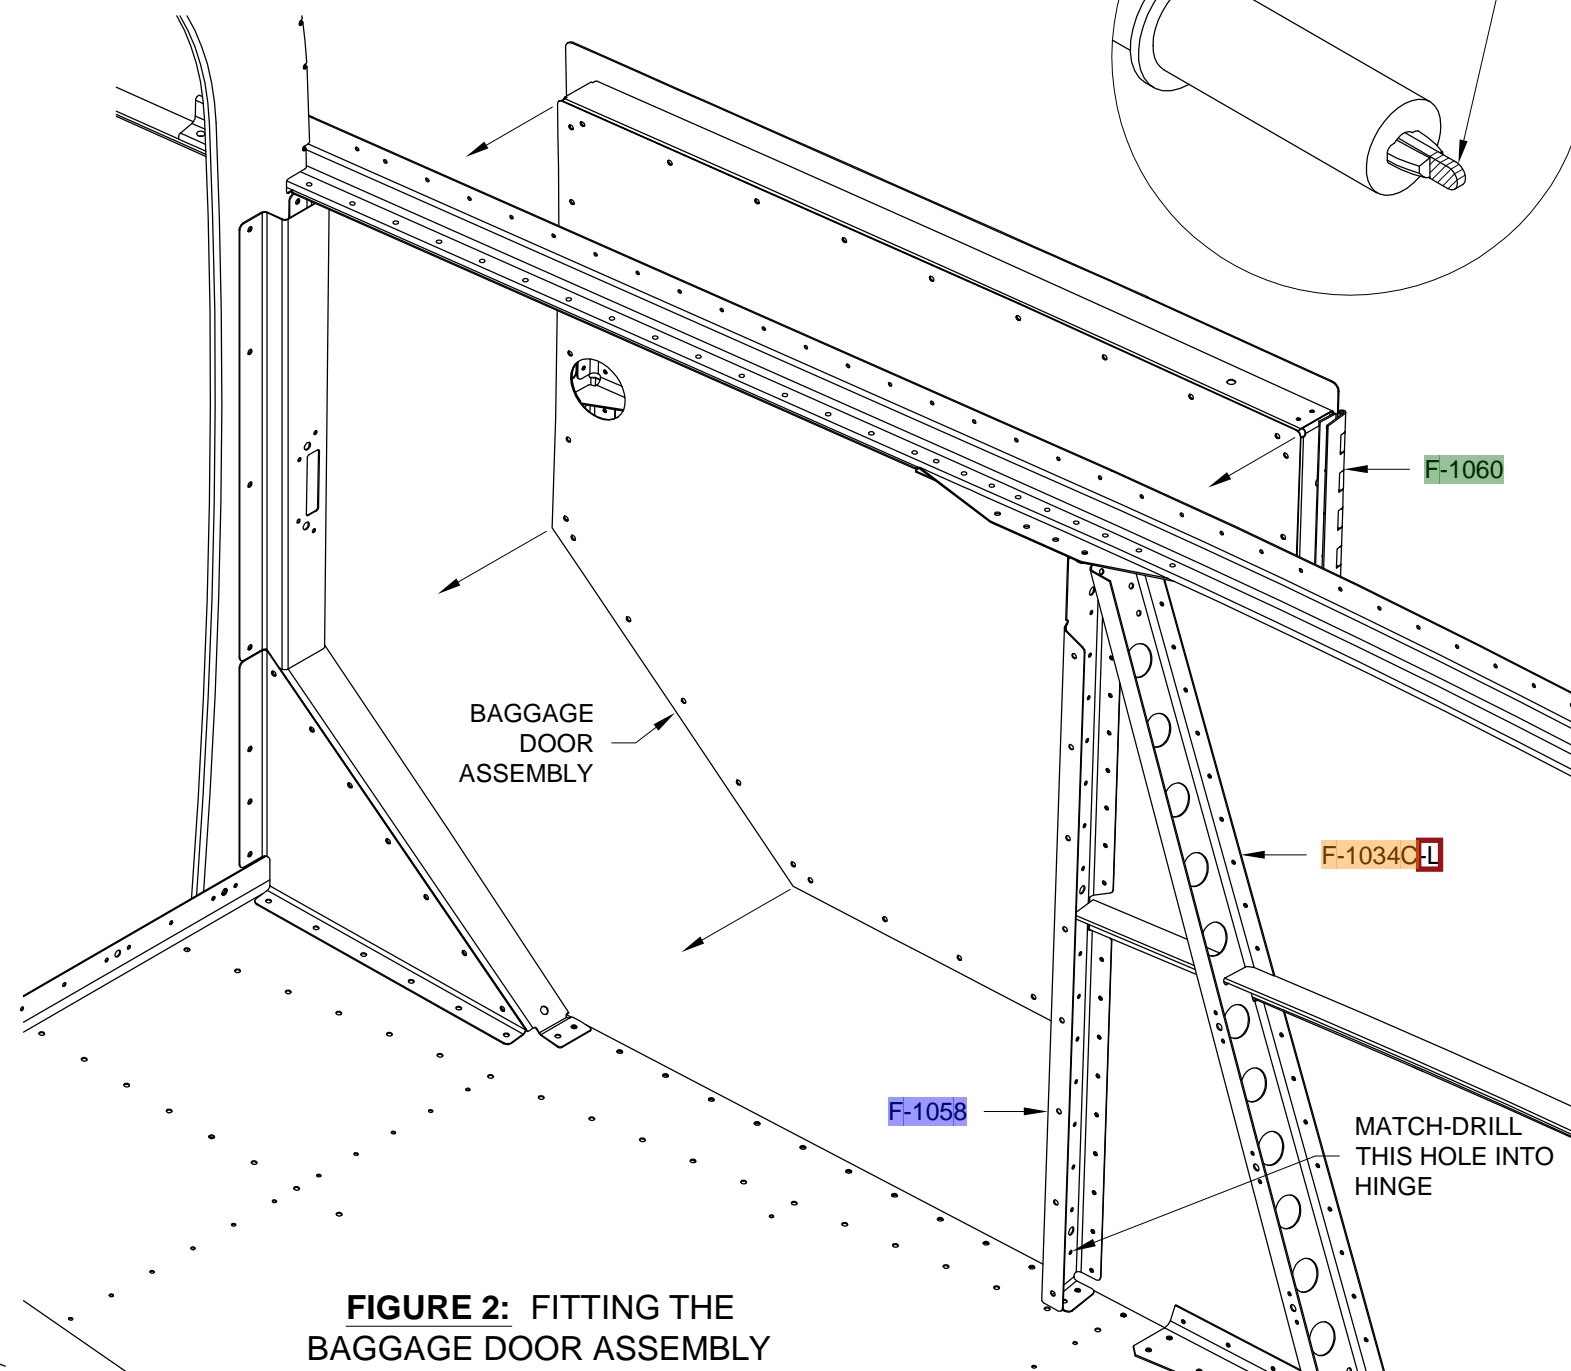 F-1060
BAGGAGE
DOOR
ASSEMBLY
F-1034C-L
F-1058
MATCH-DRILL
THIS HOLE INTO
HINGE
FIGURE 2: FITTING THE
BAGGAGE DOOR ASSEMBLY